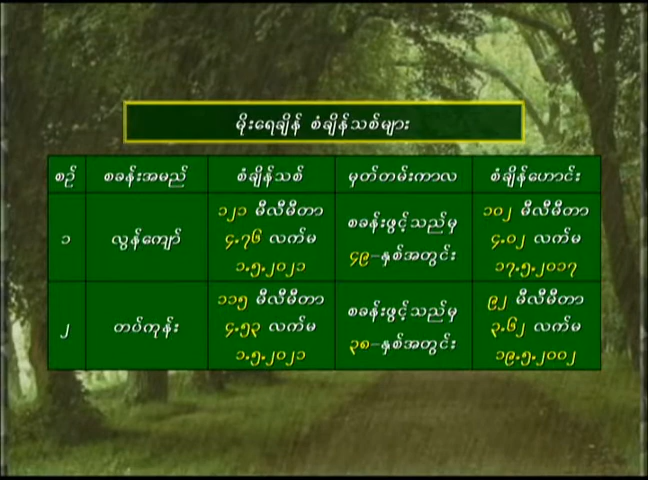 မိုးရေချိန် စံချိန်သစ်များ
စဉ် စခန်းအမည် စံချိန်သစ် မှတ်တမ်းကာလ စံချိန်ဟောင်း
၁ လွန်ကျော် ၁၂၁ မီလီမီတာ ၄.၇၆ လက်မ ၁.၅.၂၀၂၁ စခန်းဖွင့်သည်မှ ၄၉–နှစ်အတွင်း ၁၀၂ မီလီမီတာ ၄.၀၂ လက်မ ၁၇.၅.၂၀၁၇
၂ တပ်ကုန်း ၁၁၅ မီလီမီတာ ၄.၅၃ လက်မ ၁.၅.၂၀၂၁ စခန်းဖွင့်သည်မှ ၃၈–နှစ်အတွင်း ၉၂ မီလီမီတာ ၃.၆၂ လက်မ ၁၉.၅.၂၀၀၂